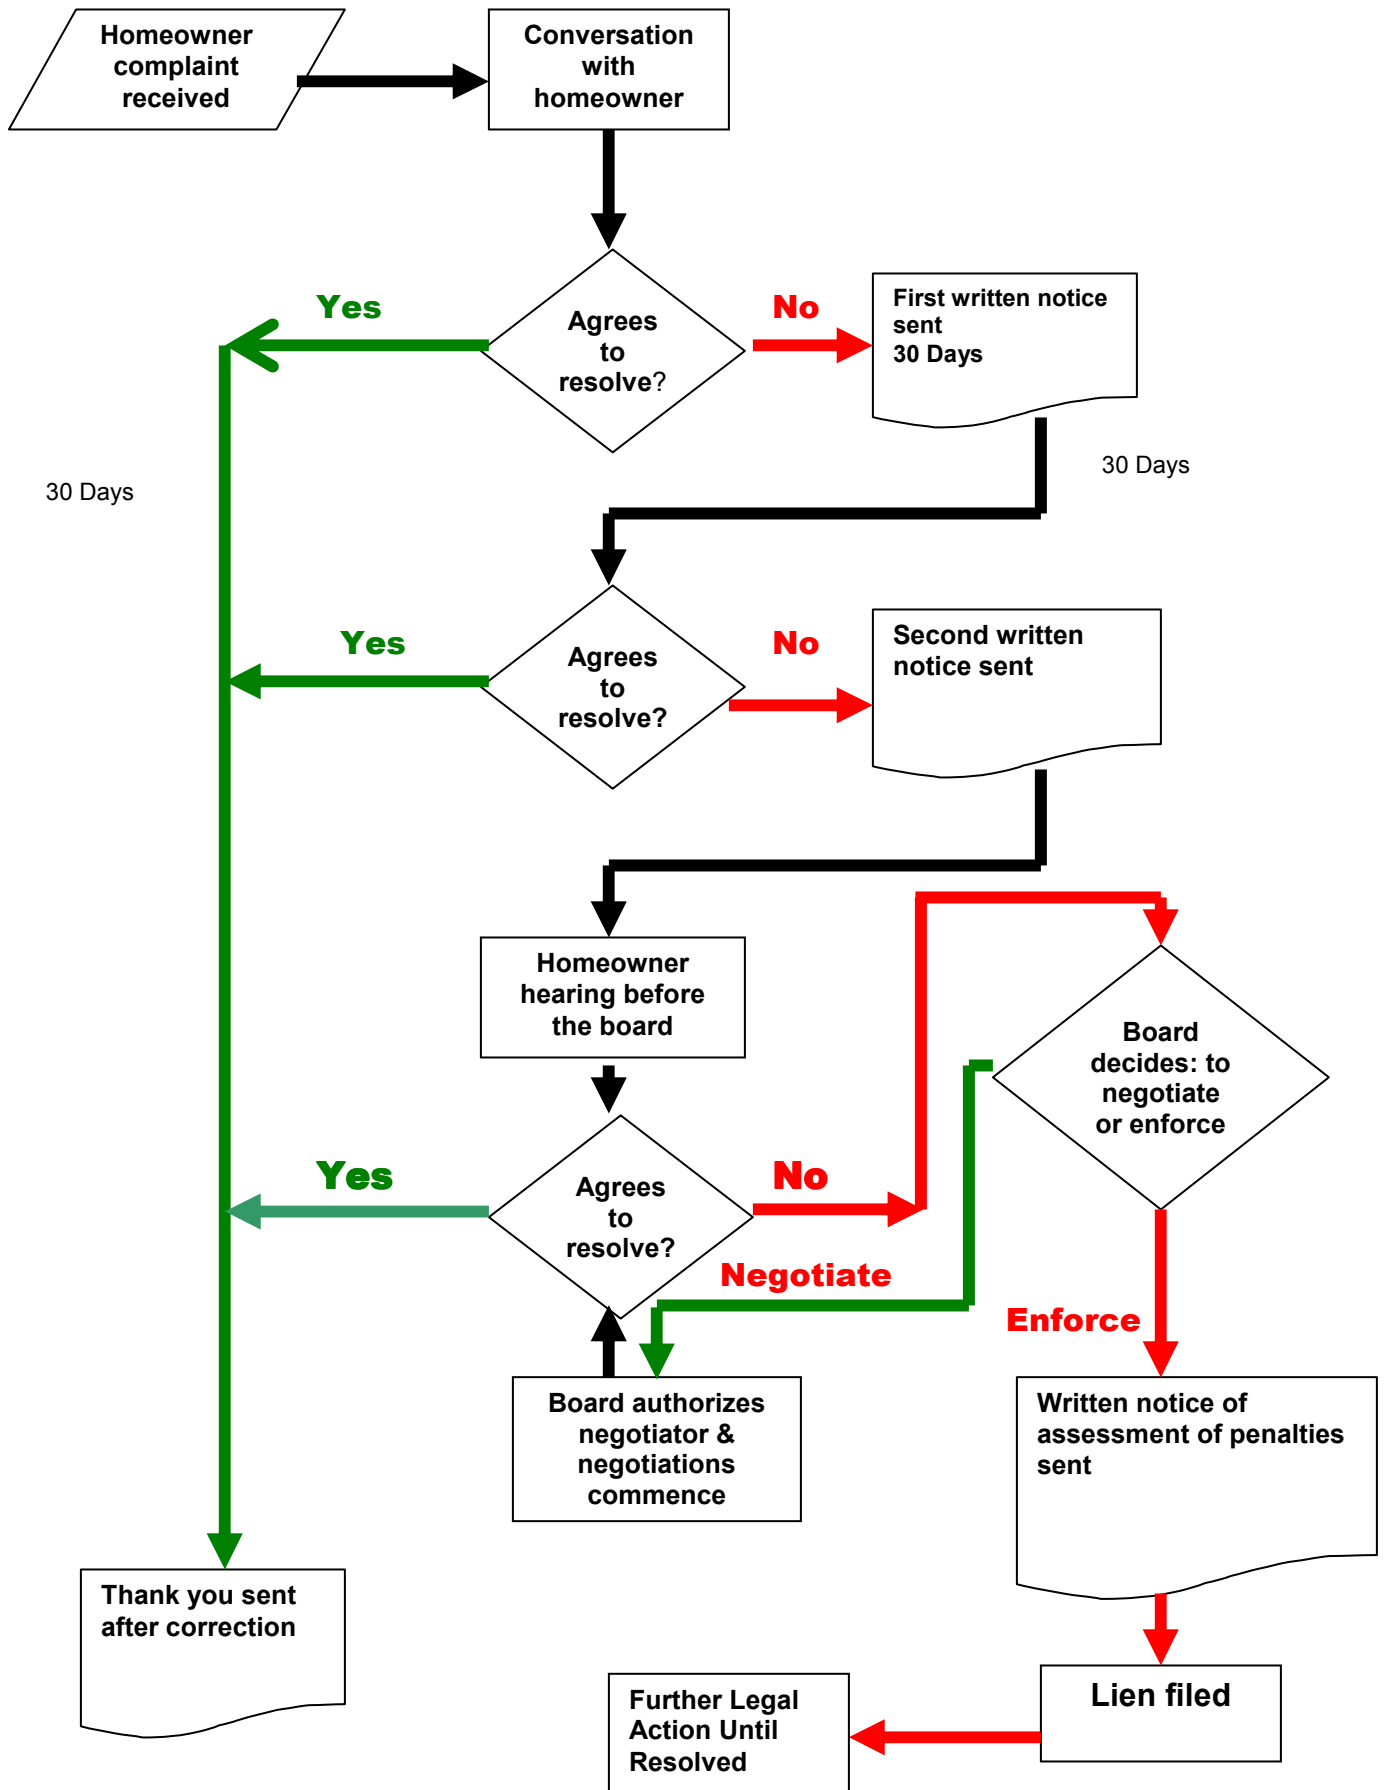 Homeowner
complaint
received
Conversation
with
homeowner
Yes
Agrees
to
resolve?
No
First written notice
sent
30 Days
30 Days
30 Days
Yes
Agrees
to
resolve?
No
Second written
notice sent
Homeowner
hearing before
the board
Board
decides: to
negotiate
or enforce
Yes
Agrees
to
resolve?
No
Negotiate
Enforce
Board authorizes
negotiator &
negotiations
commence
Written notice of
assessment of penalties
sent
Thank you sent
after correction
Further Legal
Action Until
Resolved
Lien filed